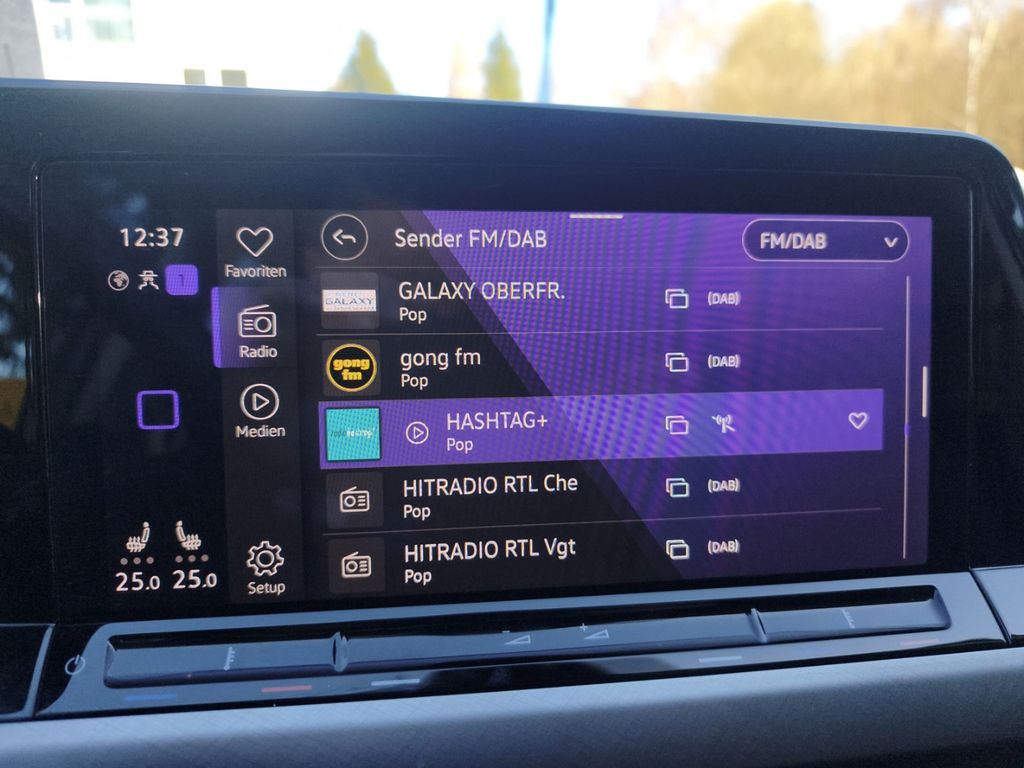 12:37
1
Favoriten
Radio
Medien
Setup
25.0 25.0
Sender FM/DAB
FM/DAB
GALAXY
GALAXY OBERFR.
Pop
(DAB)
gong
fm
gong fm
Pop
(DAB)
HASHTAG+
Pop
HITRADIO RTL Che
Pop
(DAB)
HITRADIO RTL Vgt
Pop
(DAB)